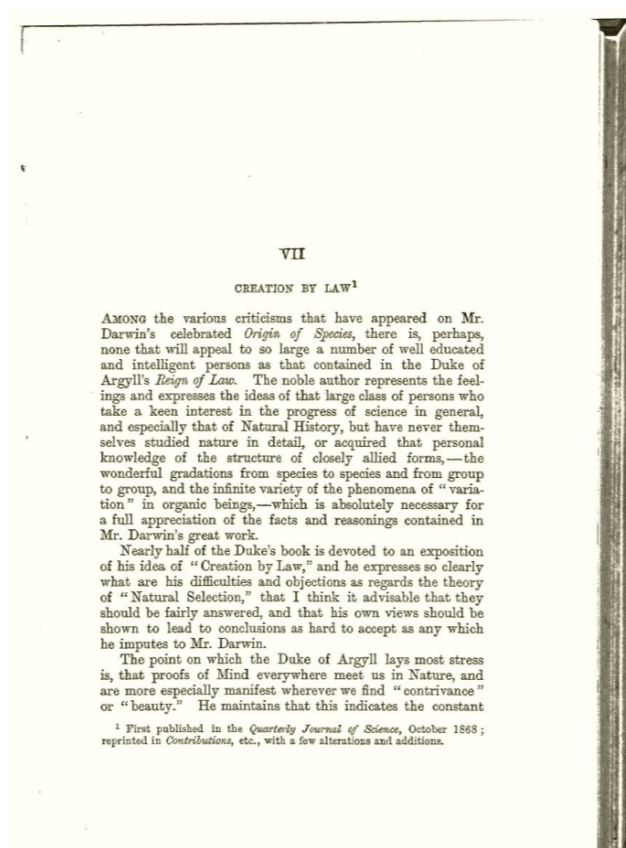 VII
CREATION BY LAW¹
AMONG the various criticisms that have appeared on Mr.
Darwin's celebrated Origin of Species, there is, perhaps,
none that will appeal to so large a number of well educated
and intelligent persons as that contained in the Duke of
Argyll's Reign of Law. The noble author represents the feel-
ings and expresses the ideas of that large class of persons who
take a keen interest in the progress of science in general,
and especially that of Natural History, but have never them-
selves studied nature in detail, or acquired that personal
knowledge of the structure of closely allied forms,—the
wonderful gradations from species to species and from group
to group, and the infinite variety of the phenomena of "varia-
tion" in organic beings,—which is absolutely necessary for
a full appreciation of the facts and reasonings contained in
Mr. Darwin's great work.
Nearly half of the Duke's book is devoted to an exposition
of his idea of "Creation by Law," and he expresses so clearly
what are his difficulties and objections as regards the theory
of "Natural Selection," that I think it advisable that they
should be fairly answered, and that his own views should be
shown to lead to conclusions as hard to accept as any which
he imputes to Mr. Darwin.
The point on which the Duke of Argyll lays most stress
is, that proofs of Mind everywhere meet us in Nature, and
are more especially manifest wherever we find "contrivance"
or "beauty." He maintains that this indicates the constant
¹ First published in the Quarterly Journal of Science, October 1868;
reprinted in Contributions, etc., with a few alterations and additions.